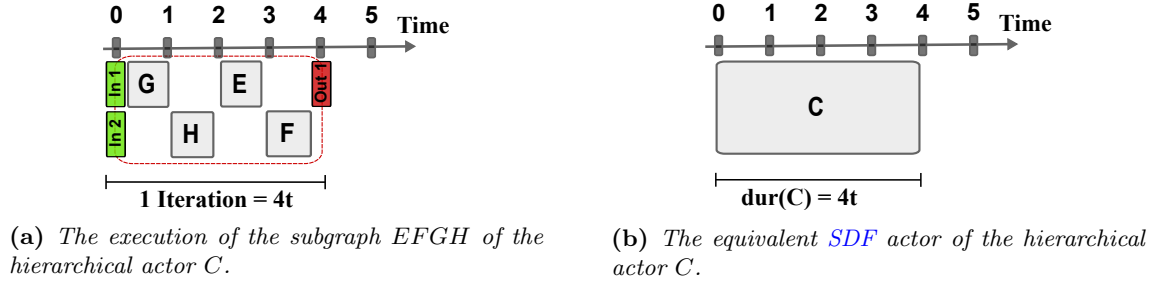 0 1 2 3 4 5
Time
In 1
G
E
Out 1
In 2
H
F
1 Iteration = 4t
(a) The execution of the subgraph EFGH of the
hierarchical actor C.
0 1 2 3 4 5
Time
C
dur(C) = 4t
(b) The equivalent SDF actor of the hierarchical
actor C.